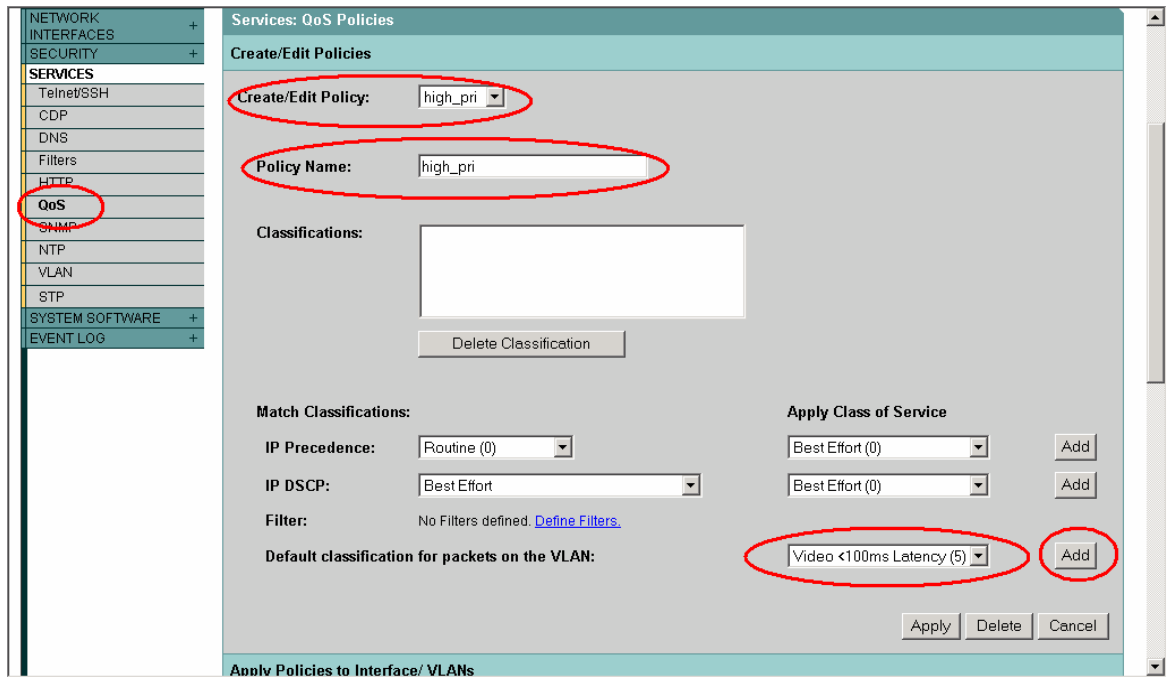 NETWORK
INTERFACES +
SECURITY +
SERVICES
Telnet/SSH
CDP
DNS
Filters
HTTP
QoS
SNMP
NTP
VLAN
STP
SYSTEM SOFTWARE +
EVENT LOG +
Services: QoS Policies
Create/Edit Policies
Create/Edit Policy: high_pri
Policy Name: high_pri
Classifications:
Delete Classification
Match Classifications: Apply Class of Service
IP Precedence: Routine (0) Best Effort (0) Add
IP DSCP: Best Effort Best Effort (0) Add
Filter: No Filters defined. Define Filters.
Default classification for packets on the VLAN: Video <100ms Latency (5) Add
Apply Delete Cancel
Apply Policies to Interface/ VLANs